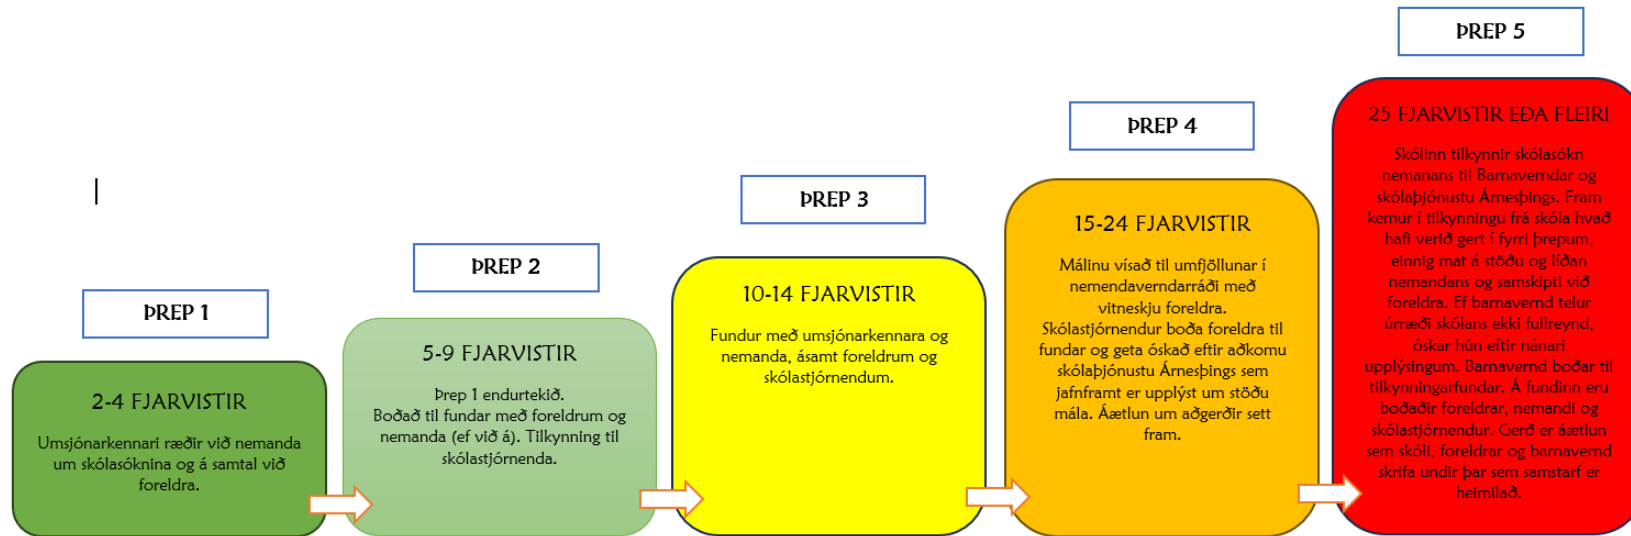 ÞREP 1
2-4 FJARVISTIR
Umsjónarkennari ræðir við nemanda
um skólasóknina og á samtal við
foreldra.
ÞREP 2
5-9 FJARVISTIR
Þrep 1 endurtekið.
Boðað til fundar með foreldrum og
nemanda (ef við á). Tilkynning til
skólastjórnenda.
ÞREP 3
10-14 FJARVISTIR
Fundur með umsjónarkennara og
nemanda, ásamt foreldrum og
skólastjórnendum.
ÞREP 4
15-24 FJARVISTIR
Málinu vísað til umfjöllunar í
nemendaverndarráði með
vitneskju foreldra.
Skólastjórnendur boða foreldra til
fundar og geta óskað eftir aðkomu
skólaþjónustu Árnesþings sem
jafnframt er upplýst um stöðu
mála. Áætlun um aðgerðir sett
fram.
ÞREP 5
25 FJARVISTIR EÐA FLEIRI
Skólinn tilkynnir skólasókn
nemanans til Barnaverndar og
skólaþjónustu Árnesþings. Fram
kemur í tilkynningu frá skóla hvað
hafi verið gert í fyrri þrepum,
einnig mat á stöðu og líðan
nemandans og samskipti við
foreldra. Ef barnavernd telur
úrræði skólans ekki fullreynd,
óskar hún eftir nánari
upplýsingum. Barnavernd boðar til
tilkynningarfundar. Á fundinn eru
boðaðir foreldrar, nemandi og
skólastjórnendur. Gerð er áætlun
sem skóli, foreldrar og barnavernd
skrifa undir þar sem samstarf er
heimilað.